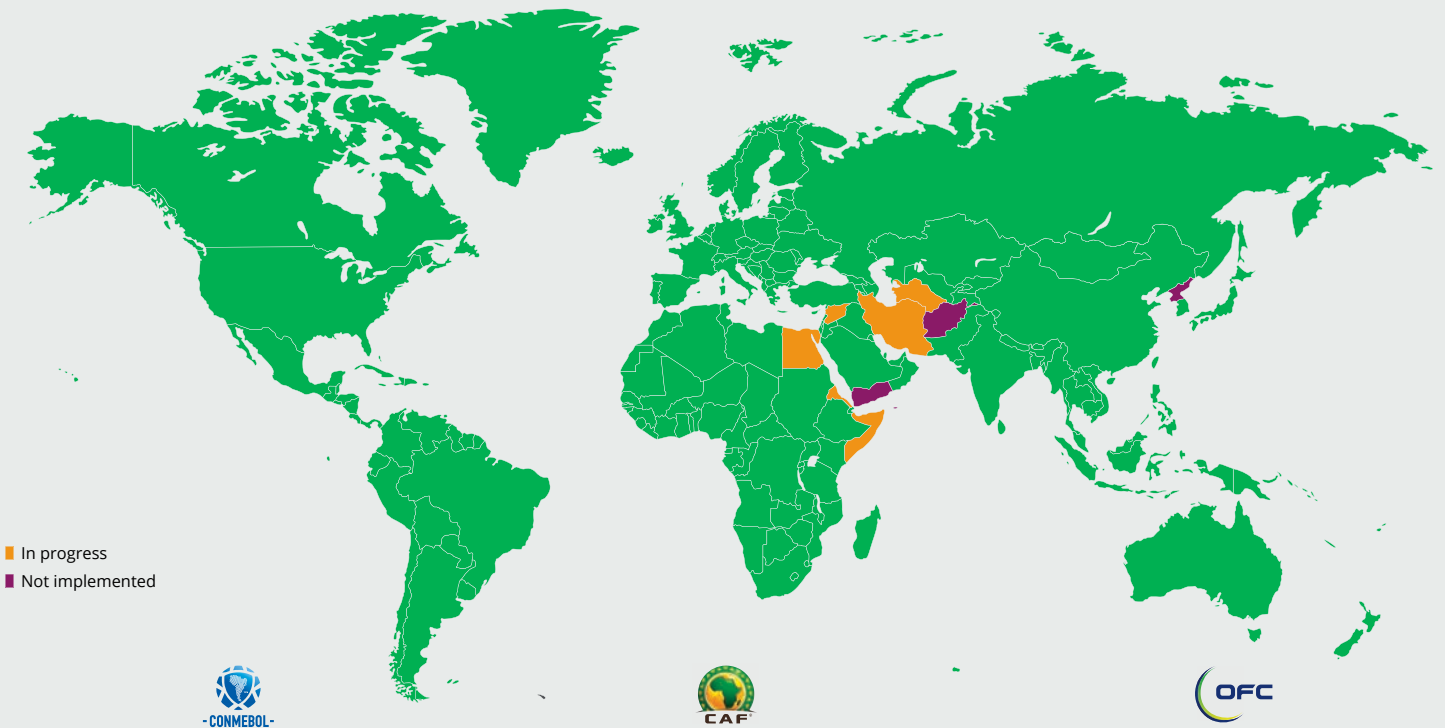 In progress
Not implemented
- CONMEBOL -
CAF
OFC